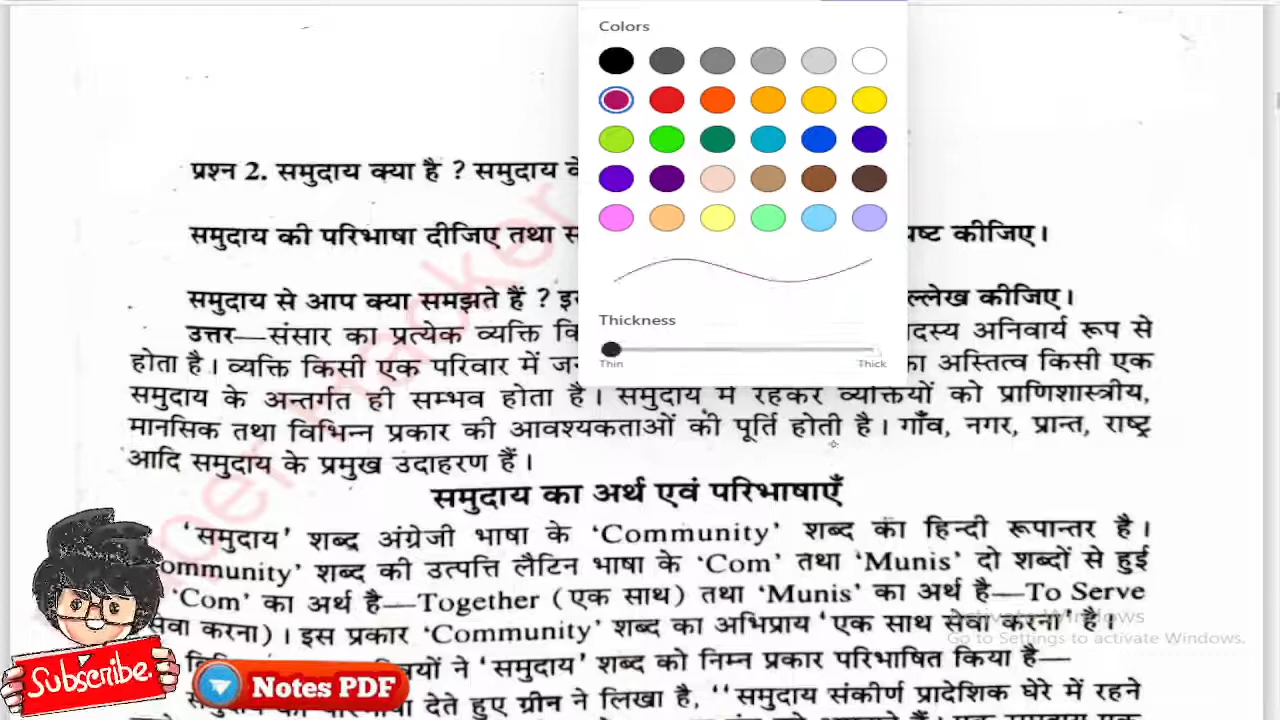 Colors
प्रश्न 2. समुदाय क्या है ? समुदाय के
समुदाय की परिभाषा दीजिए तथा स ष्ट कीजिए।
समुदाय से आप क्या समझते हैं ? इ ल्लेख कीजिए।
Thickness
Thin Thick
उत्तर—संसार का प्रत्येक व्यक्ति कि दस्य अनिवार्य रूप से
होता है। व्यक्ति किसी एक परिवार में जन का अस्तित्व किसी एक
समुदाय के अन्तर्गत ही सम्भव होता है। समुदाय में रहकर व्यक्तियों को प्राणिशास्त्रीय,
मानसिक तथा विभिन्न प्रकार की आवश्यकताओं की पूर्ति होती है। गाँव, नगर, प्रान्त, राष्ट्र
आदि समुदाय के प्रमुख उदाहरण हैं।
समुदाय का अर्थ एवं परिभाषाएँ
‘समुदाय’ शब्द अंग्रेजी भाषा के ‘Community’ शब्द का हिन्दी रूपान्तर है।
ommunity’ शब्द की उत्पत्ति लैटिन भाषा के ‘Com’ तथा ‘Munis’ दो शब्दों से हुई
‘Com’ का अर्थ है—Together (एक साथ) तथा ‘Munis’ का अर्थ है—To Serve
सेवा करना)। इस प्रकार ‘Community’ शब्द का अभिप्राय ‘एक साथ सेवा करना’ है।
Activate Windows
Go to Settings to activate Windows.
ने ‘समुदाय’ शब्द को निम्न प्रकार परिभाषित किया है—
देते हुए ग्रीन ने लिखा है, “समुदाय संकीर्ण प्रादेशिक घेरे में रहने
Subscribe.
Notes PDF